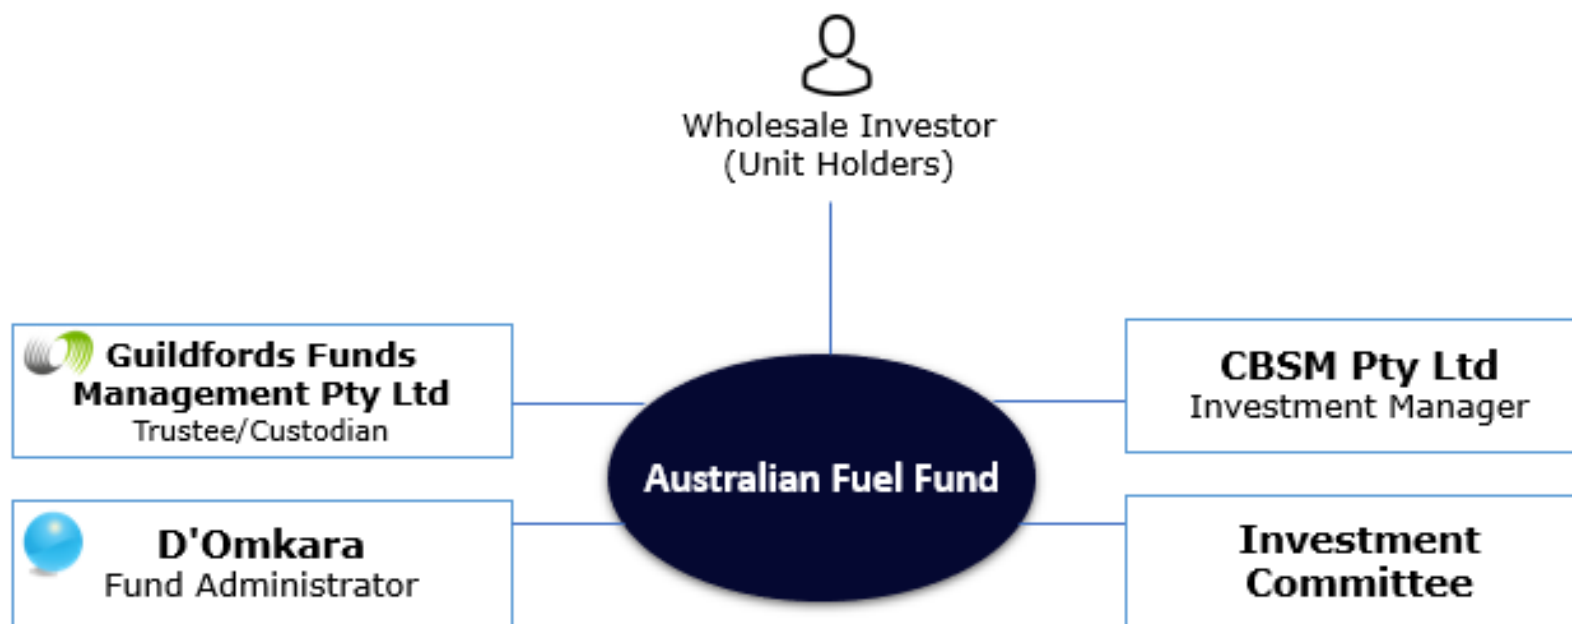 Wholesale Investor
(Unit Holders)
Guildfords Funds
Management Pty Ltd
Trustee/Custodian
CBSM Pty Ltd
Investment Manager
Australian Fuel Fund
D'Omkara
Fund Administrator
Investment
Committee